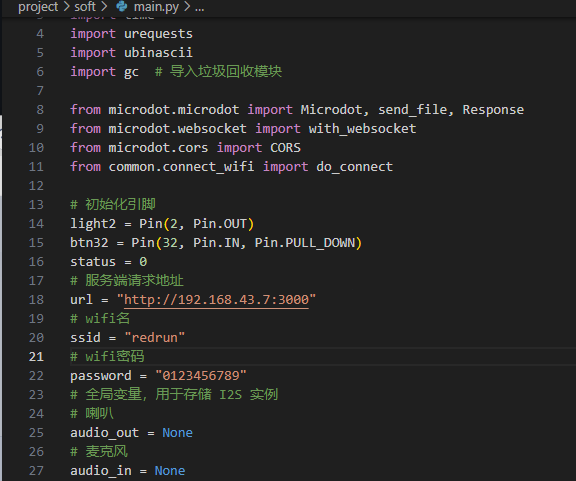 project > soft > main.py > ...
import time
4 import urequests
5 import ubinascii
6 import gc  # 导入垃圾回收模块
7
8 from microdot.microdot import Microdot, send_file, Response
9 from microdot.websocket import with_websocket
10 from microdot.cors import CORS
11 from common.connect_wifi import do_connect
12
13 # 初始化引脚
14 light2 = Pin(2, Pin.OUT)
15 btn32 = Pin(32, Pin.IN, Pin.PULL_DOWN)
16 status = 0
17 # 服务端请求地址
18 url = "http://192.168.43.7:3000"
19 # wifi名
20 ssid = "redrun"
21 # wifi密码
22 password = "0123456789"
23 # 全局变量，用于存储 I2S 实例
24 # 喇叭
25 audio_out = None
26 # 麦克风
27 audio_in = None